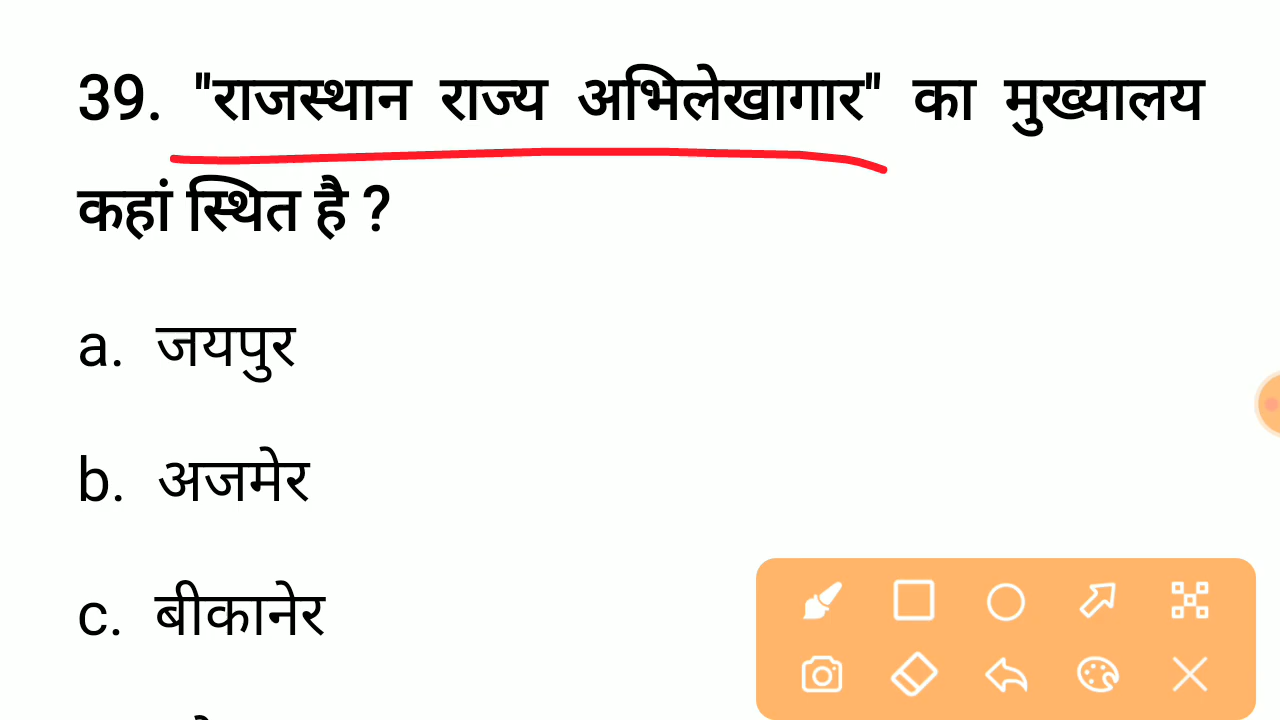 39. "राजस्थान राज्य अभिलेखागार" का मुख्यालय
कहां स्थित है ?
a. जयपुर
b. अजमेर
c. बीकानेर